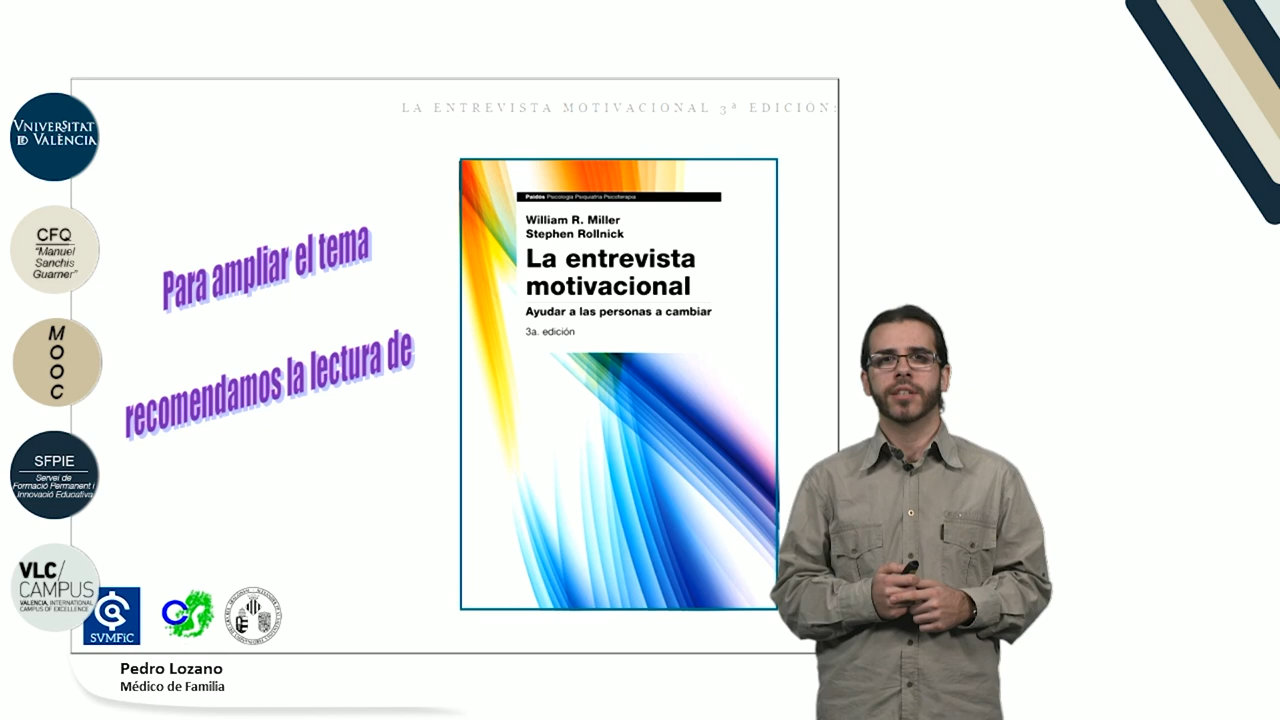 LA ENTREVISTA MOTIVACIONAL 3ª EDICIÓN:
VNIVERSITAT
ID VALÈNCIA
CFQ
"Manuel
Sanchis
Guarner"
M
O
O
C
SFPIE
Servei de
Formació Permanent i
Innovació Educativa
VLC/
CAMPUS
VALENCIA, INTERNATIONAL
CAMPUS OF EXCELLENCE
Para ampliar el tema
recomendamos la lectura de
Paidós Psicología Psiquiatría Psicoterapia
William R. Miller
Stephen Rollnick
La entrevista
motivacional
Ayudar a las personas a cambiar
3a. edición
SVMFiC
Pedro Lozano
Médico de Familia